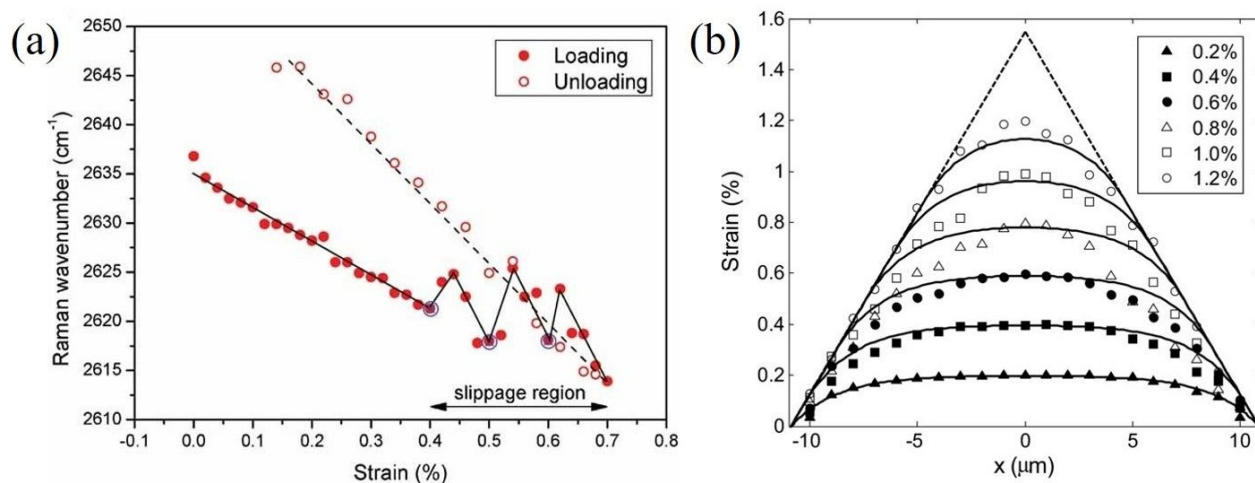 (a)
2650
2645
2640
2635
2630
2625
2620
2615
2610
Raman wavenumber (cm⁻¹)
Loading
Unloading
slippage region
-0.1 0.0 0.1 0.2 0.3 0.4 0.5 0.6 0.7 0.8
Strain (%)
(b)
1.6
1.4
1.2
1.0
0.8
0.6
0.4
0.2
0
Strain (%)
0.2%
0.4%
0.6%
0.8%
1.0%
1.2%
-10 -5 0 5 10
x (μm)